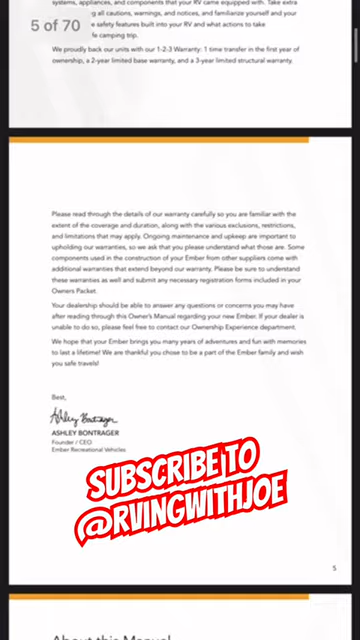 systems, appliances, and components that your RV came equipped with. Take extra
all cautions, warnings, and notices, and familiarize yourself and your
5 of 70
safety features built into your RV and what actions to take
safe camping trip.
We proudly back our units with our 1-2-3 Warranty: 1 time transfer in the first year of
ownership, a 2-year limited base warranty, and a 3-year limited structural warranty.
Please read through the details of our warranty carefully so you are familiar with the
extent of the coverage and duration, along with the various exclusions, restrictions,
and limitations that may apply. Ongoing maintenance and upkeep are important to
upholding our warranties, so we ask that you please understand what those are. Some
components used in the construction of your Ember from other suppliers come with
additional warranties that extend beyond our warranty. Please be sure to understand
these warranties as well and submit any necessary registration forms included in your
Owners Packet.
Your dealership should be able to answer any questions or concerns you may have
after reading through this Owner's Manual regarding your new Ember. If your dealer is
unable to do so, please feel free to contact our Ownership Experience department.
We hope that your Ember brings you many years of adventures and fun with memories
to last a lifetime! We are thankful you chose to be a part of the Ember family and wish
you safe travels!
Best,
Ashley Bontrager
ASHLEY BONTRAGER
Founder / CEO
Ember Recreational Vehicles
SUBSCRIBE TO
@RVINGWITHJOE
5
About this Manual